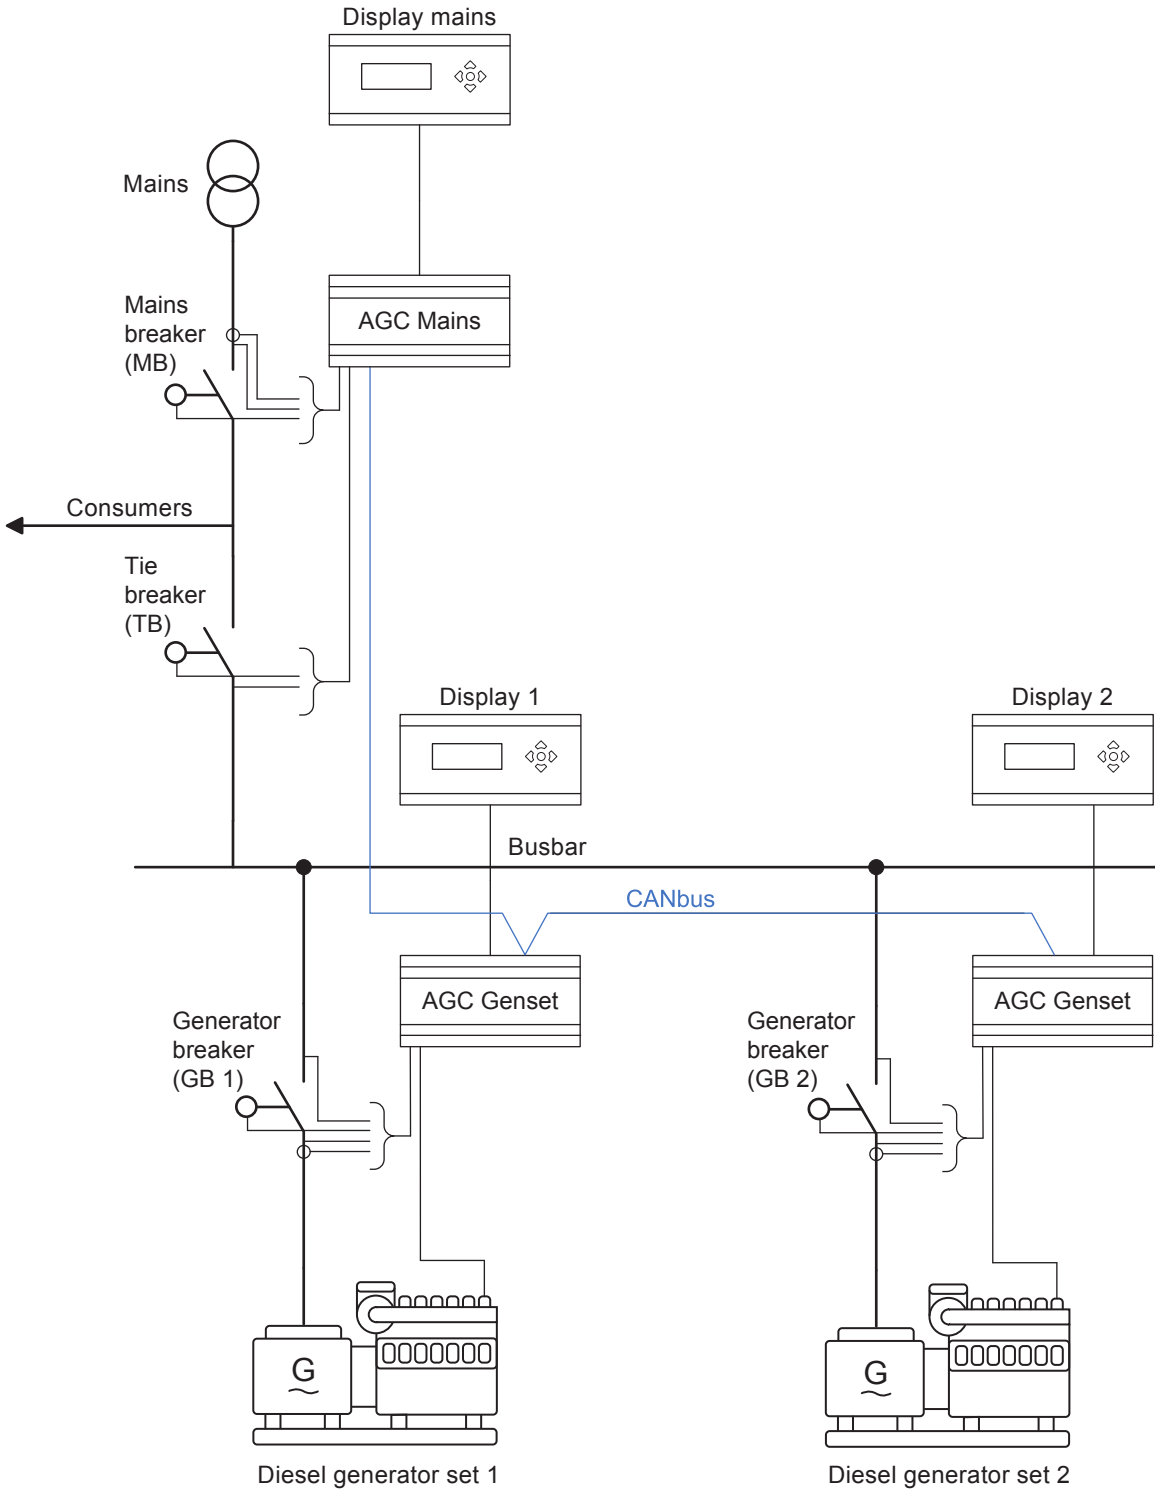 Display mains
Mains
Mains
breaker
(MB)
AGC Mains
Consumers
Tie
breaker
(TB)
Display 1
Display 2
Busbar
CANbus
AGC Genset
AGC Genset
Generator
breaker
(GB 1)
Generator
breaker
(GB 2)
G
G
Diesel generator set 1
Diesel generator set 2